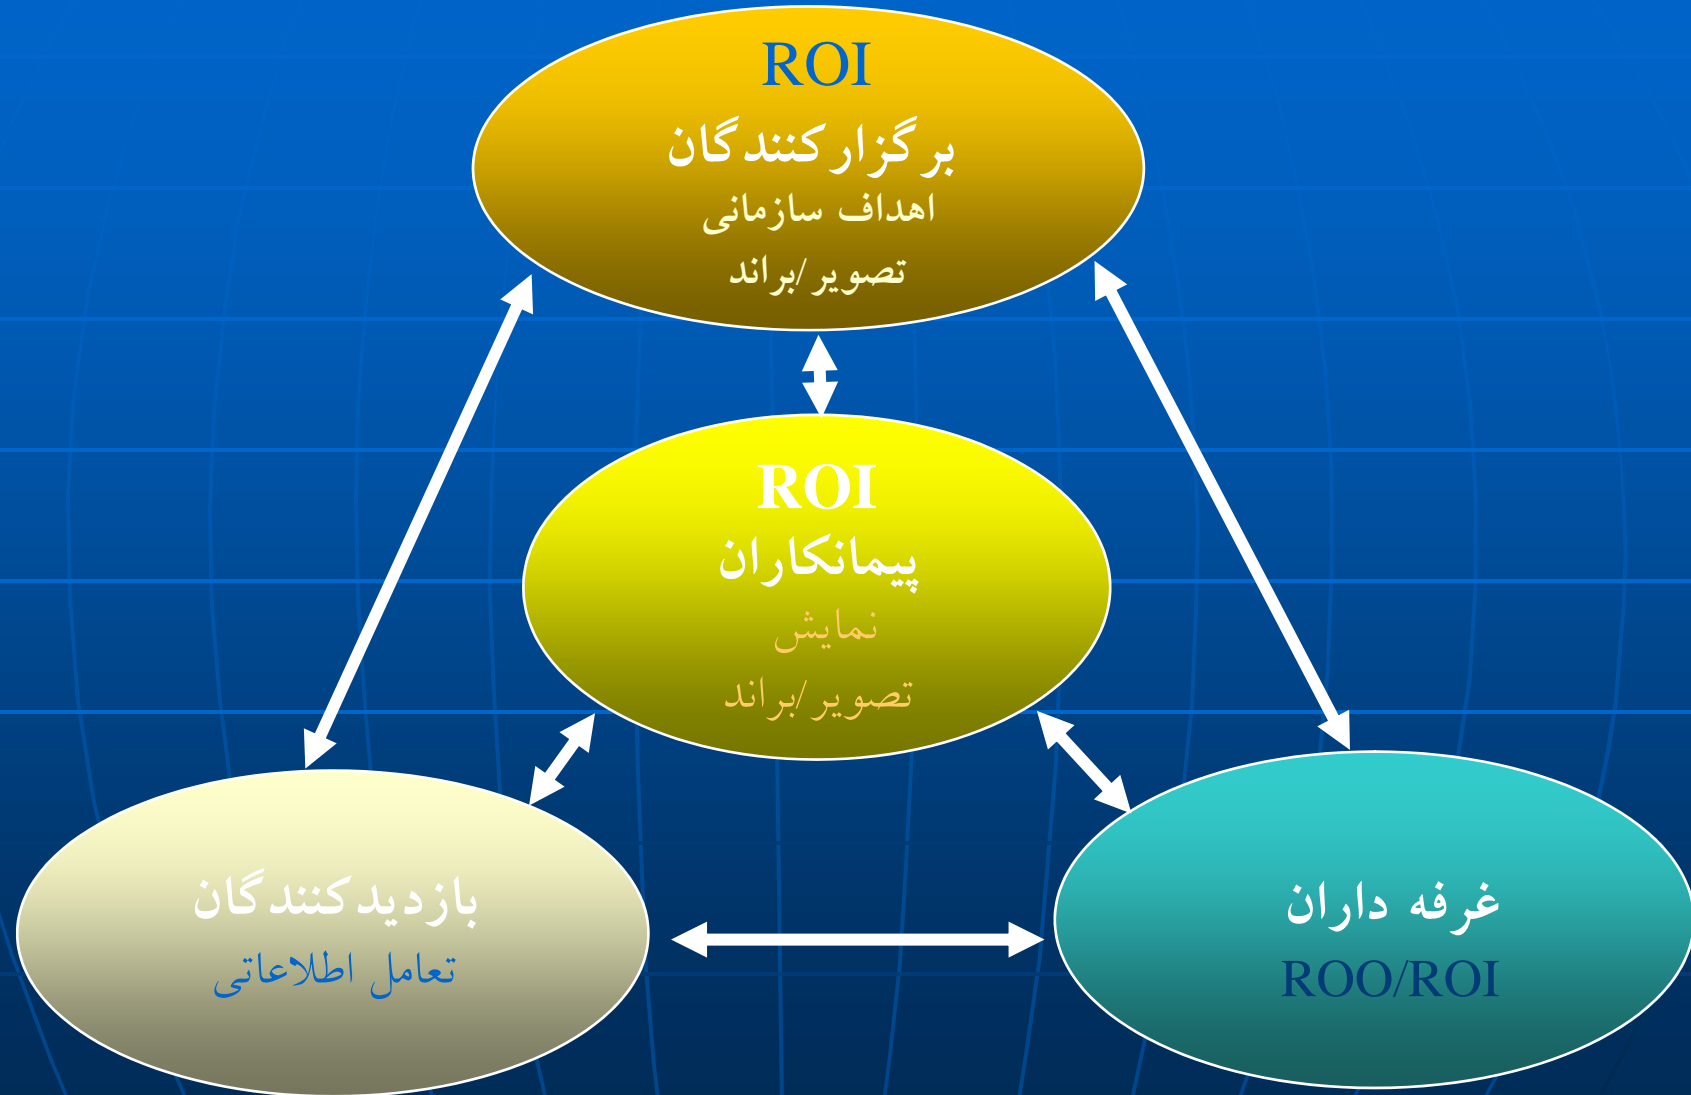 ROI
برگزارکنندگان
اهداف سازمانی
تصویر/براند
ROI
پیمانکاران
نمایش
تصویر/براند
بازدیدکنندگان
تعامل اطلاعاتی
غرفه داران
ROO/ROI